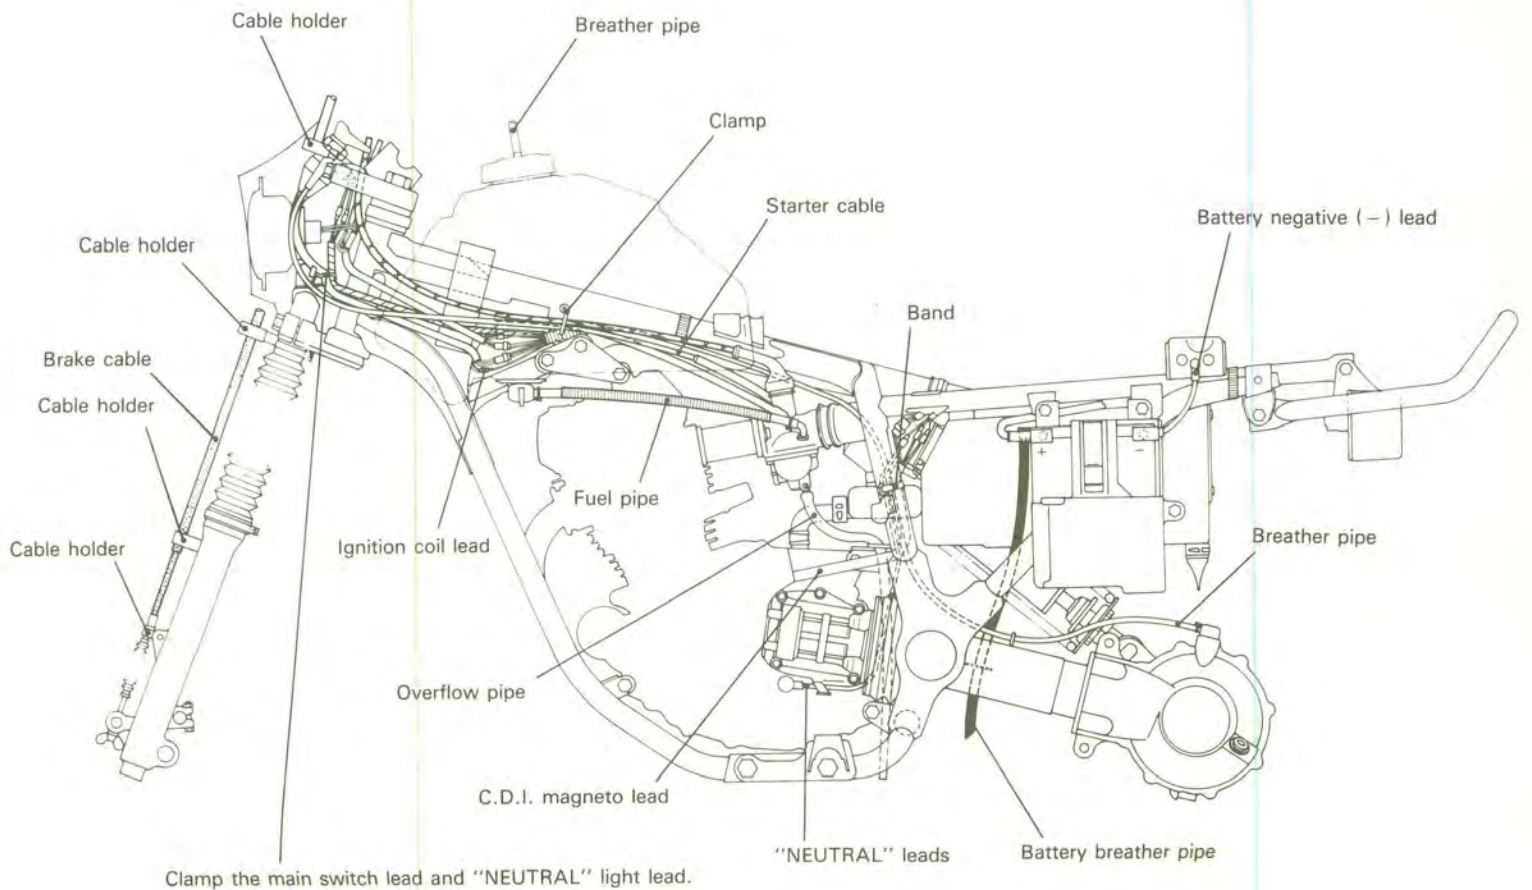 Cable holder
Breather pipe
Clamp
Starter cable
Battery negative (−) lead
Cable holder
Band
Brake cable
Cable holder
+
−
Fuel pipe
Breather pipe
Ignition coil lead
Cable holder
Overflow pipe
C.D.I. magneto lead
"NEUTRAL" leads
Battery breather pipe
Clamp the main switch lead and "NEUTRAL" light lead.